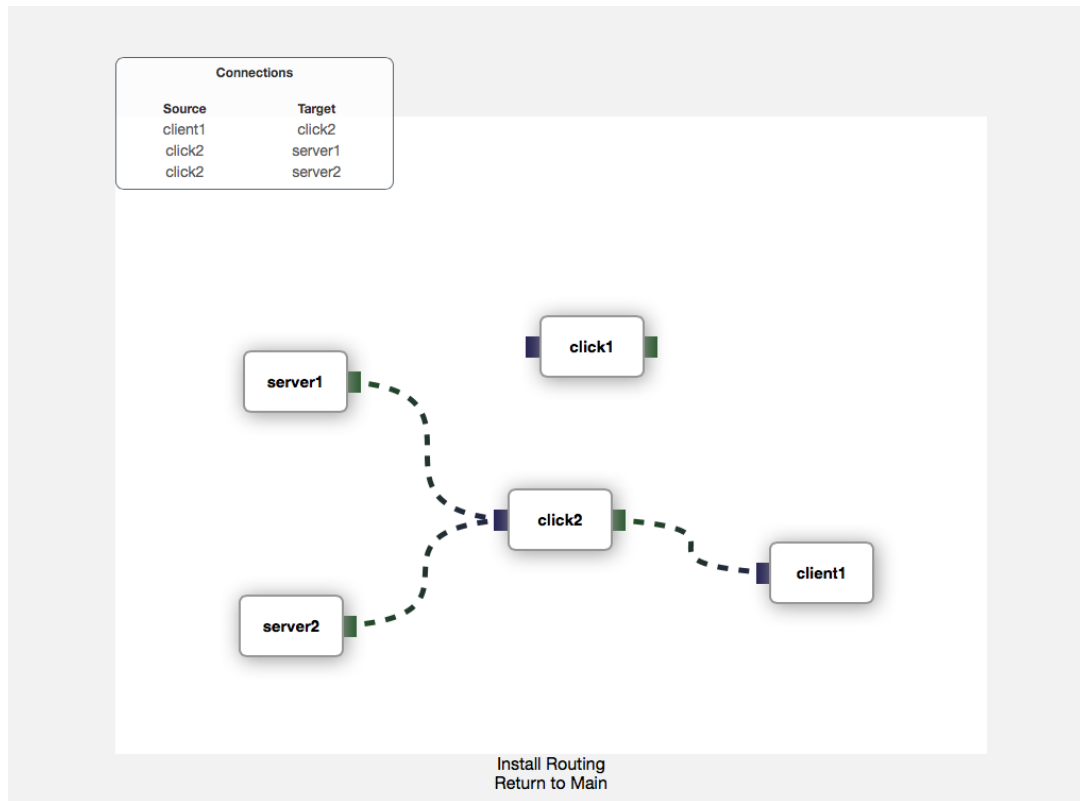 Connections
Source Target
client1 click2
click2 server1
click2 server2
click1
server1
click2
client1
server2
Install Routing
Return to Main